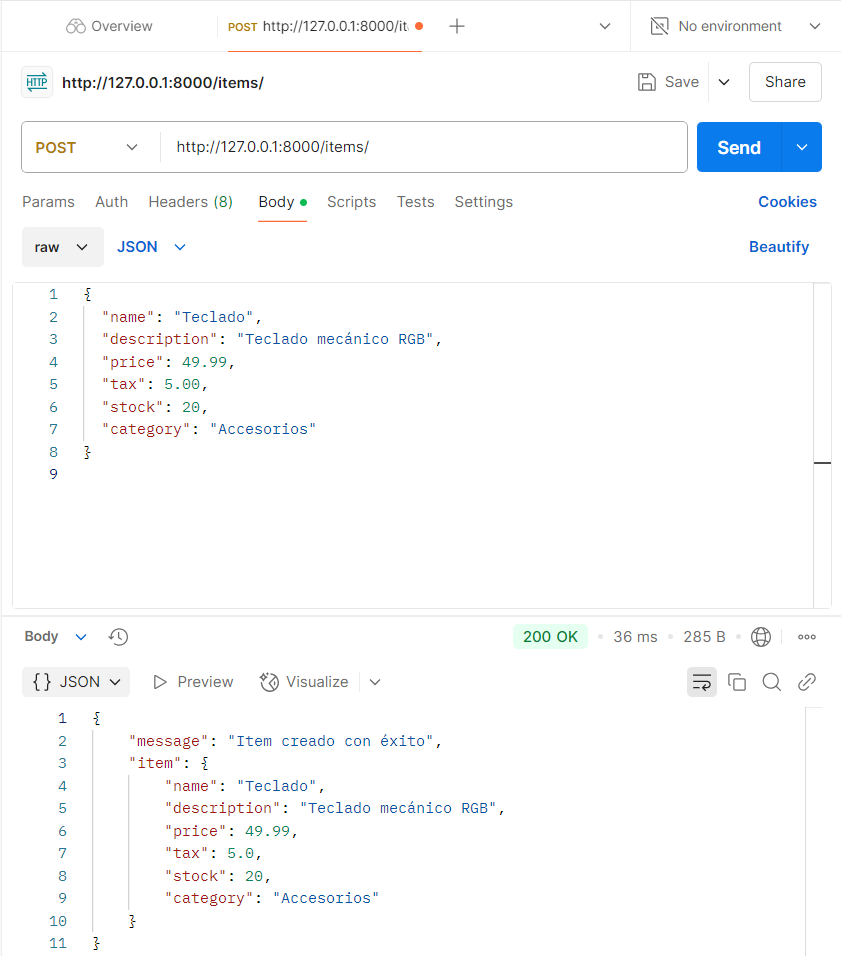 Overview
POST http://127.0.0.1:8000/it
No environment
HTTP http://127.0.0.1:8000/items/
Save
Share
POST http://127.0.0.1:8000/items/
Send
Params Auth Headers (8) Body Scripts Tests Settings Cookies
raw JSON Beautify
1 {
2 "name": "Teclado",
3 "description": "Teclado mecánico RGB",
4 "price": 49.99,
5 "tax": 5.00,
6 "stock": 20,
7 "category": "Accesorios"
8 }
9
Body 200 OK 36 ms 285 B
{} JSON Preview Visualize
1 {
2 "message": "Item creado con éxito",
3 "item": {
4 "name": "Teclado",
5 "description": "Teclado mecánico RGB",
6 "price": 49.99,
7 "tax": 5.0,
8 "stock": 20,
9 "category": "Accesorios"
10 }
11 }